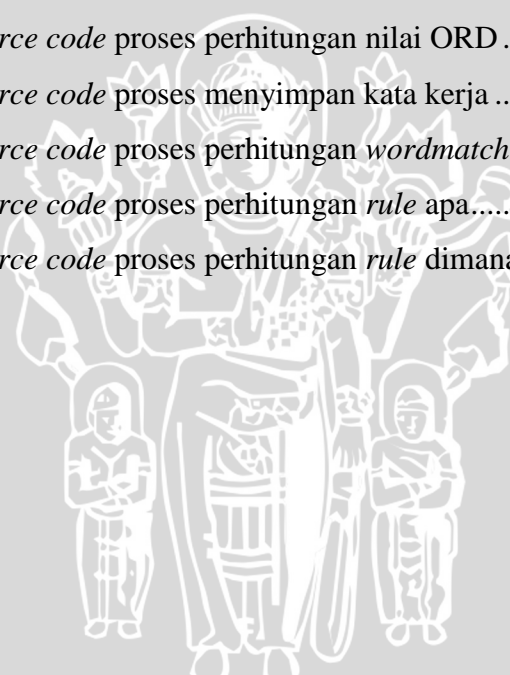 rce code proses perhitungan nilai ORD .
rce code proses menyimpan kata kerja ..
rce code proses perhitungan wordmatch
rce code proses perhitungan rule apa.....
rce code proses perhitungan rule dimana